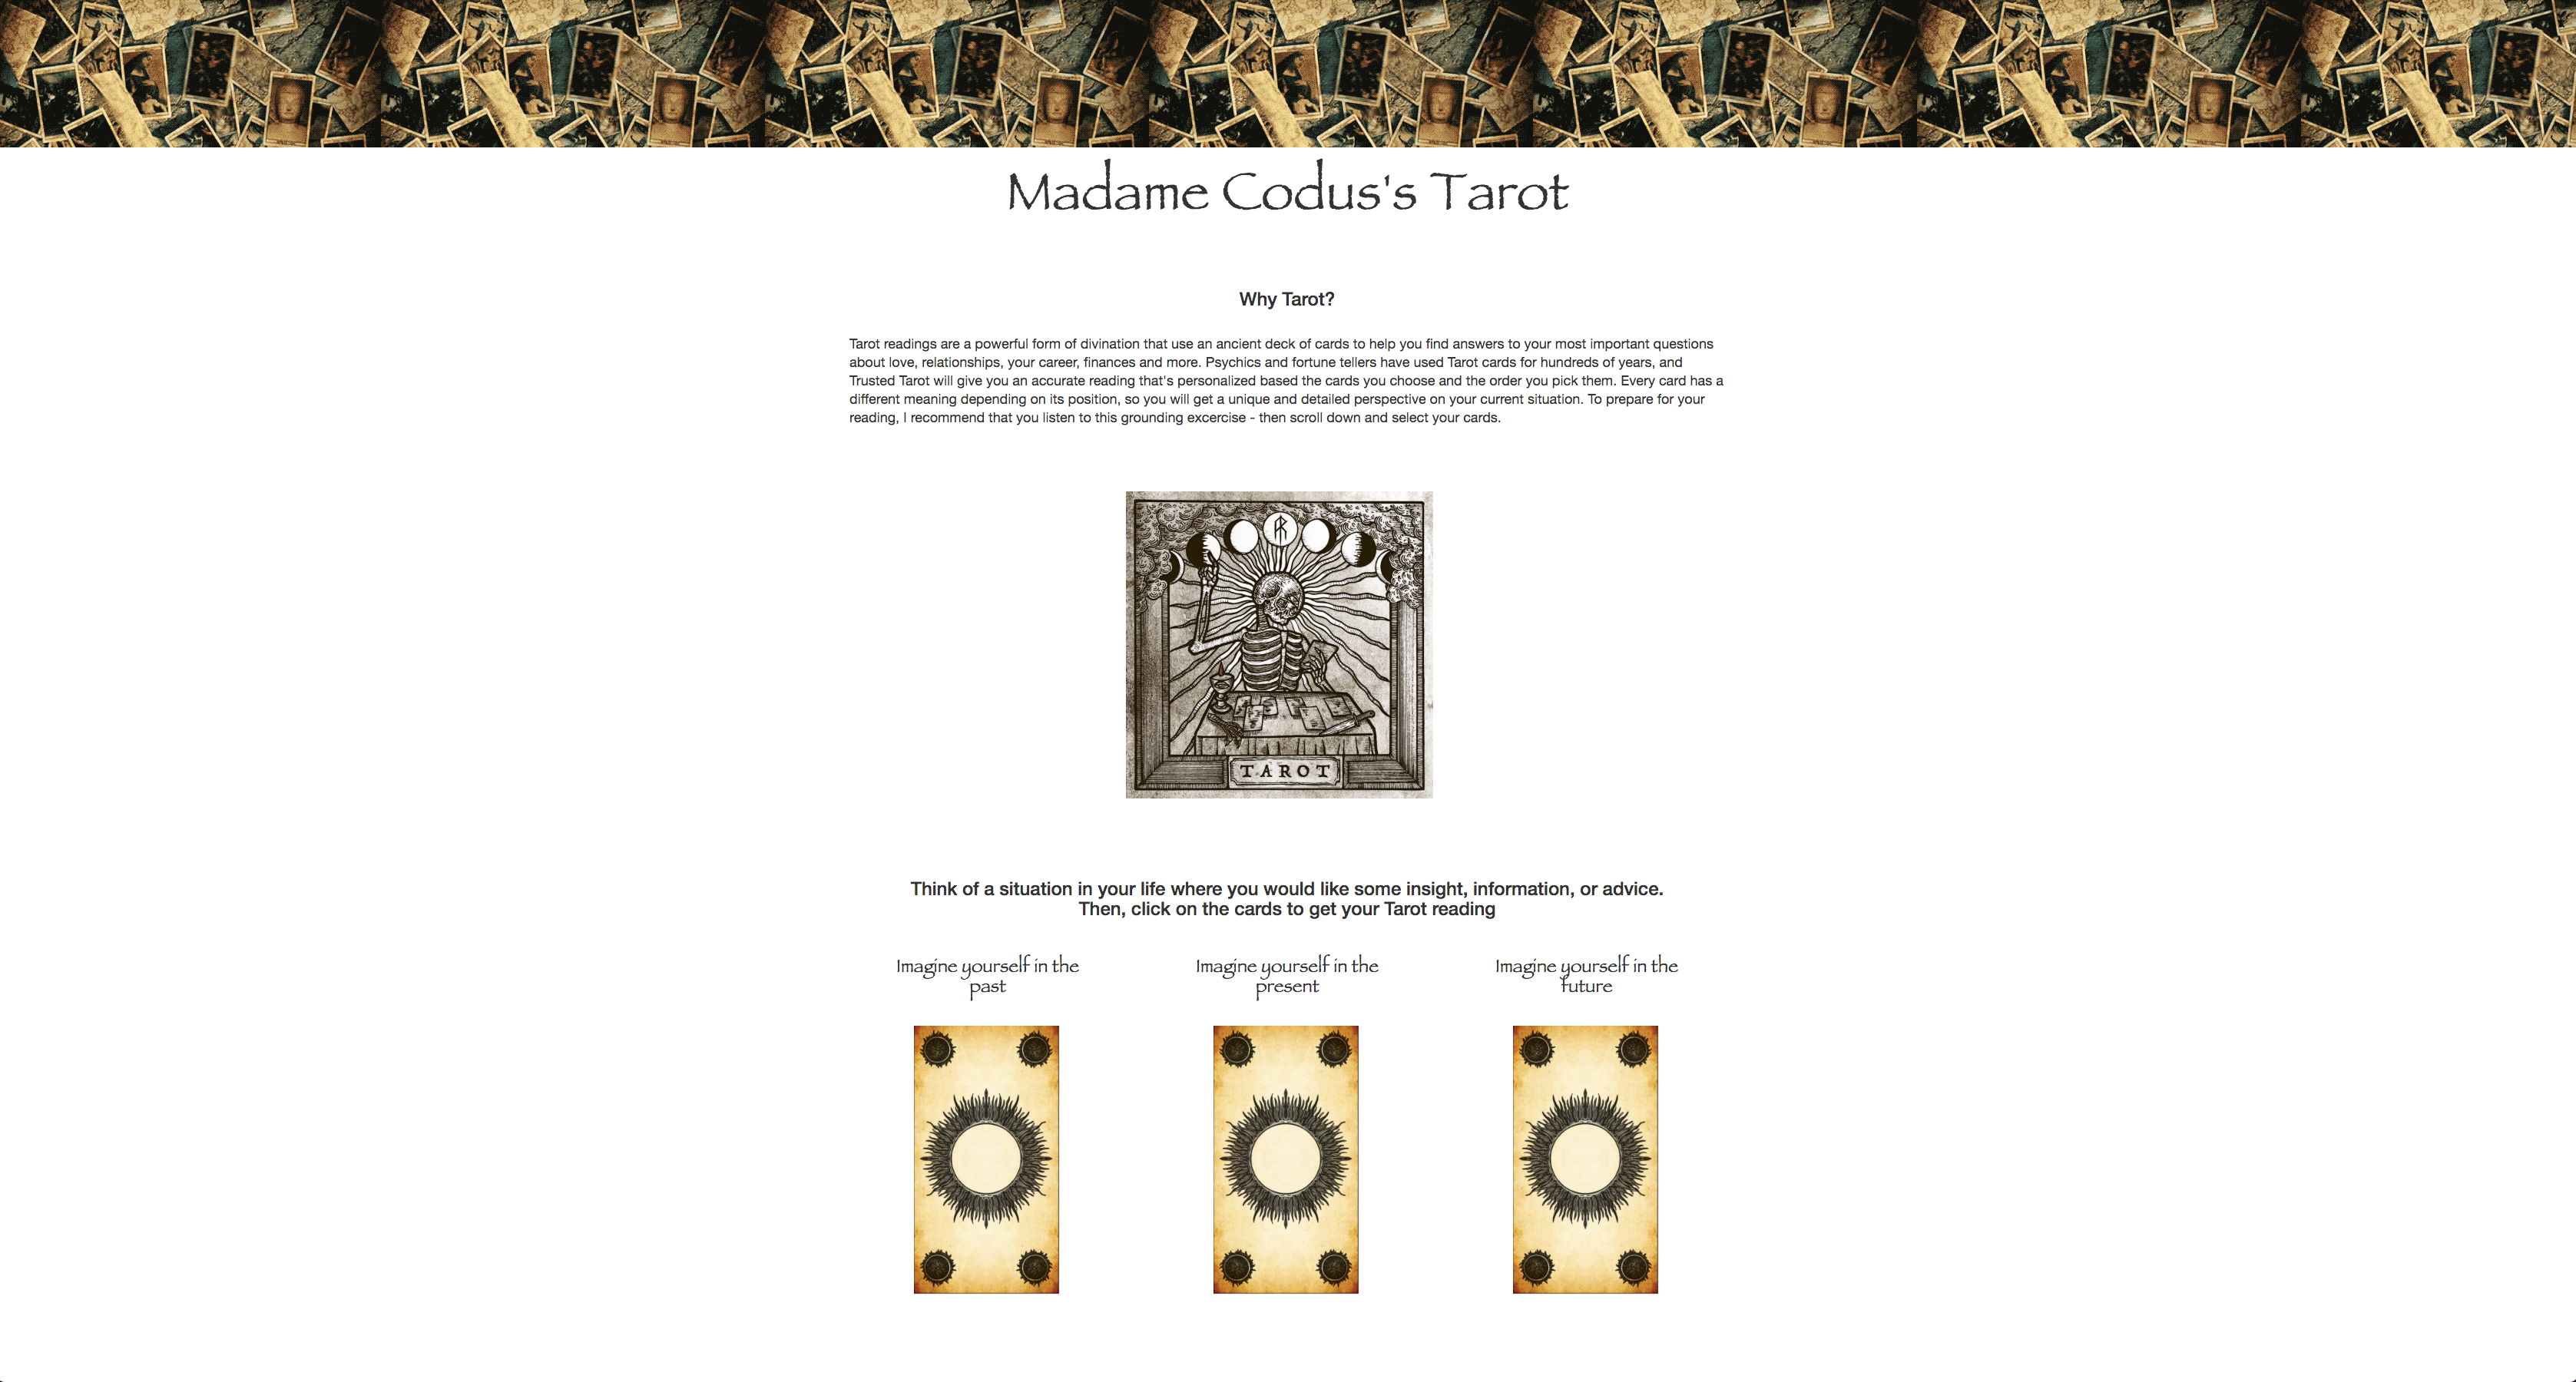 Madame Codus's Tarot
Why Tarot?
Tarot readings are a powerful form of divination that use an ancient deck of cards to help you find answers to your most important questions
about love, relationships, your career, finances and more. Psychics and fortune tellers have used Tarot cards for hundreds of years, and
Trusted Tarot will give you an accurate reading that's personalized based the cards you choose and the order you pick them. Every card has a
different meaning depending on its position, so you will get a unique and detailed perspective on your current situation. To prepare for your
reading, I recommend that you listen to this grounding excercise - then scroll down and select your cards.
TAROT
Think of a situation in your life where you would like some insight, information, or advice.
Then, click on the cards to get your Tarot reading
Imagine yourself in the
past
Imagine yourself in the
present
Imagine yourself in the
future